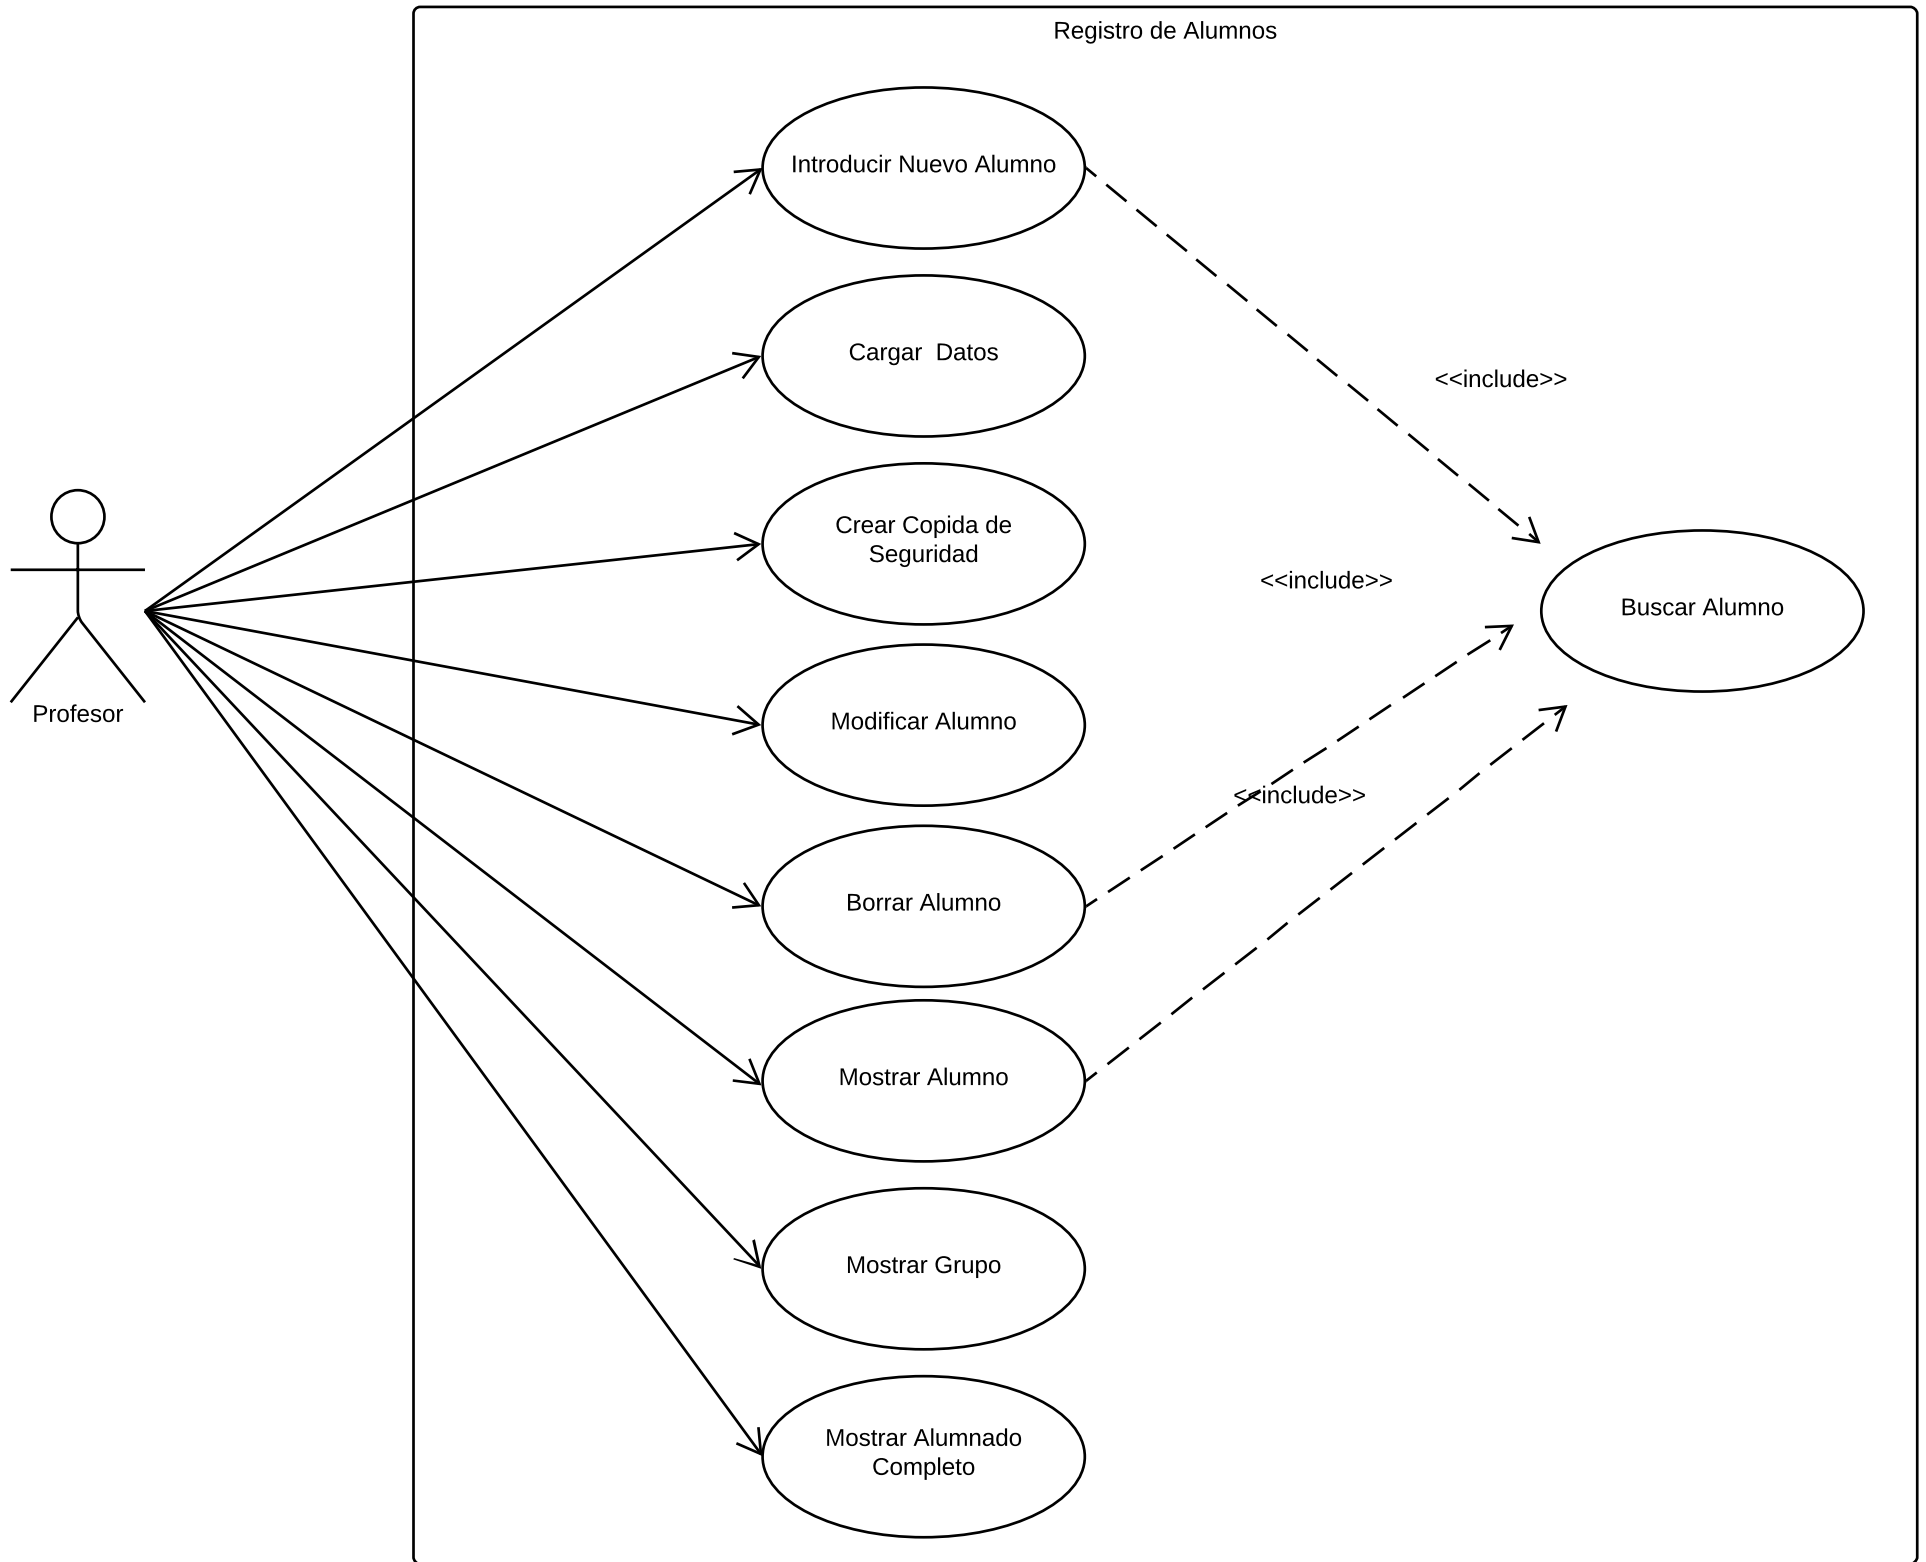 Registro de Alumnos
Introducir Nuevo Alumno
Cargar  Datos
<<include>>
Crear Copida de
Seguridad
<<include>>
Buscar Alumno
Profesor
Modificar Alumno
<<include>>
Borrar Alumno
Mostrar Alumno
Mostrar Grupo
Mostrar Alumnado
Completo